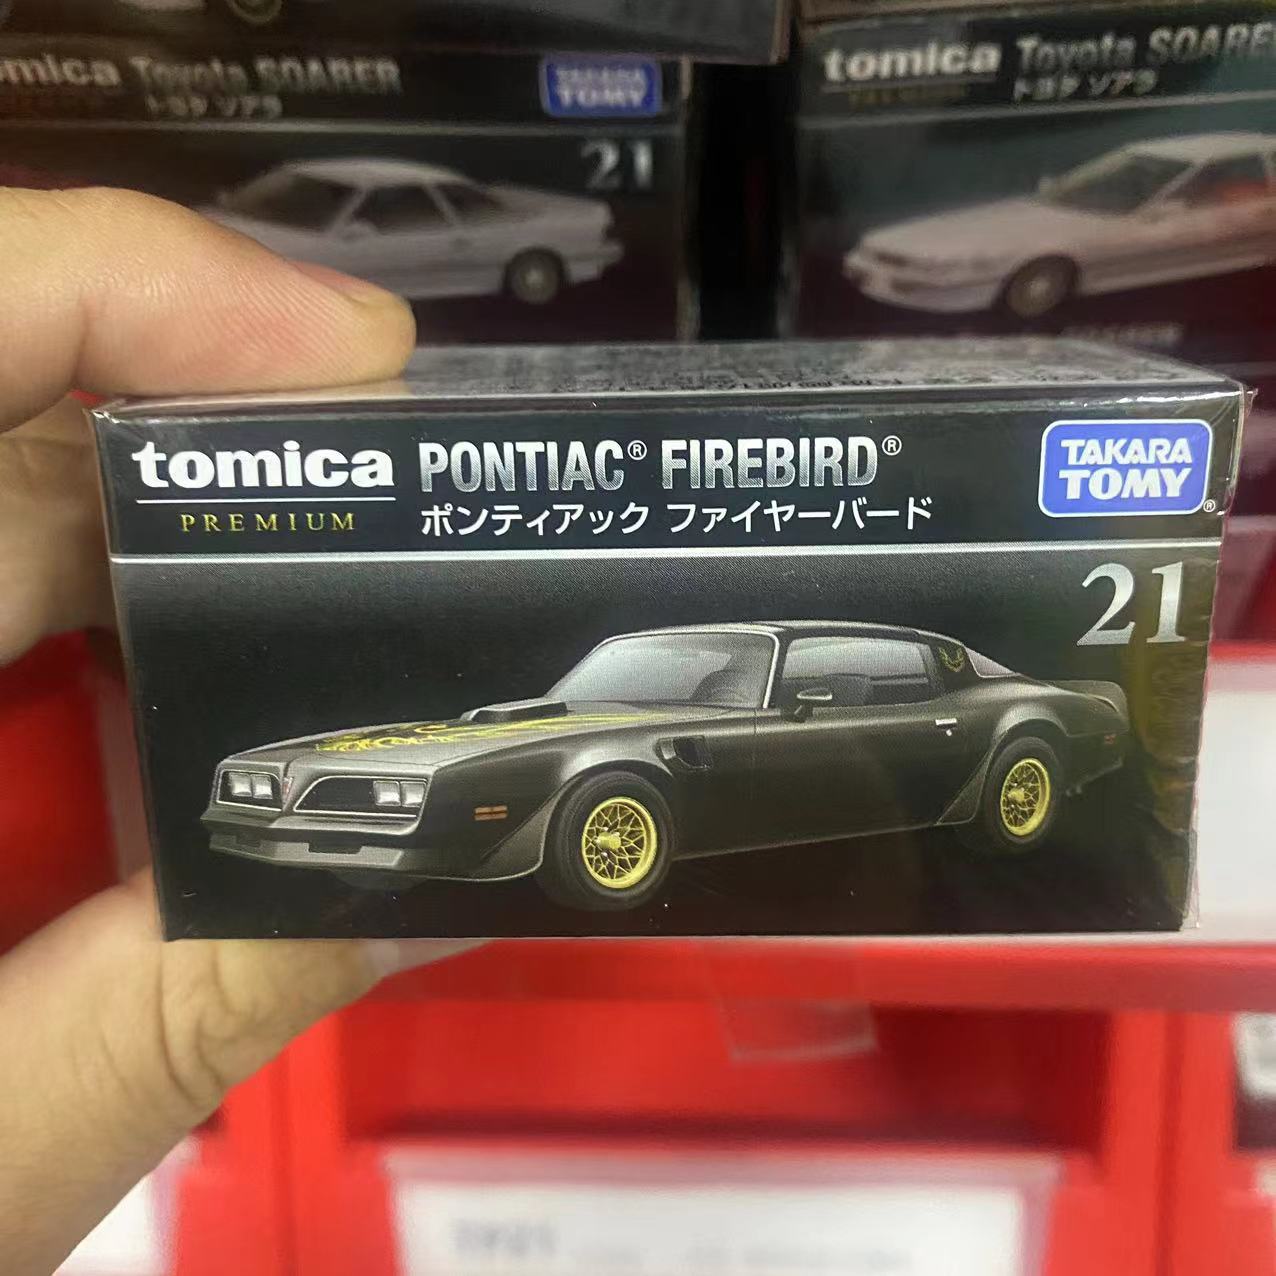 tomica Toyota SOARER
トヨタ ソアラ
TAKARA
TOMY
21
tomica Toyota SOARER
トヨタ ソアラ
tomica PONTIAC® FIREBIRD®
PREMIUM ポンティアック ファイヤーバード
TAKARA
TOMY®
21